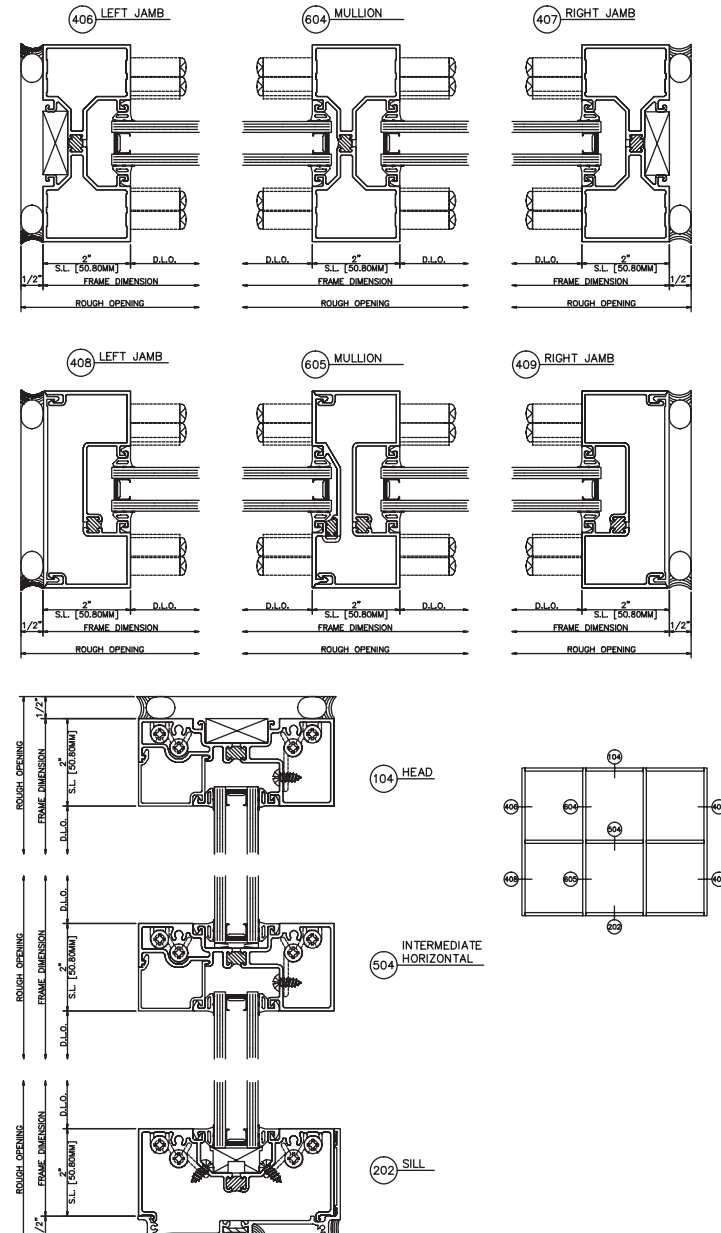 406 LEFT JAMB
604 MULLION
407 RIGHT JAMB
2"
S.L. [50.80MM]
D.L.O.
1/2"
FRAME DIMENSION
ROUGH OPENING
D.L.O.
2"
S.L. [50.80MM]
D.L.O.
FRAME DIMENSION
ROUGH OPENING
D.L.O.
2"
S.L. [50.80MM]
1/2"
FRAME DIMENSION
ROUGH OPENING
408 LEFT JAMB
605 MULLION
409 RIGHT JAMB
2"
S.L. [50.80MM]
D.L.O.
1/2"
FRAME DIMENSION
ROUGH OPENING
D.L.O.
2"
S.L. [50.80MM]
D.L.O.
FRAME DIMENSION
ROUGH OPENING
D.L.O.
2"
S.L. [50.80MM]
1/2"
FRAME DIMENSION
ROUGH OPENING
ROUGH OPENING
FRAME DIMENSION
1/2"
2"
S.L. [50.80MM]
D.L.O.
104 HEAD
ROUGH OPENING
FRAME DIMENSION
D.L.O.
2"
S.L. [50.80MM]
D.L.O.
504 INTERMEDIATE
HORIZONTAL
ROUGH OPENING
FRAME DIMENSION
D.L.O.
2"
S.L. [50.80MM]
1/2"
202 SILL
104
406
604
504
408
605
202